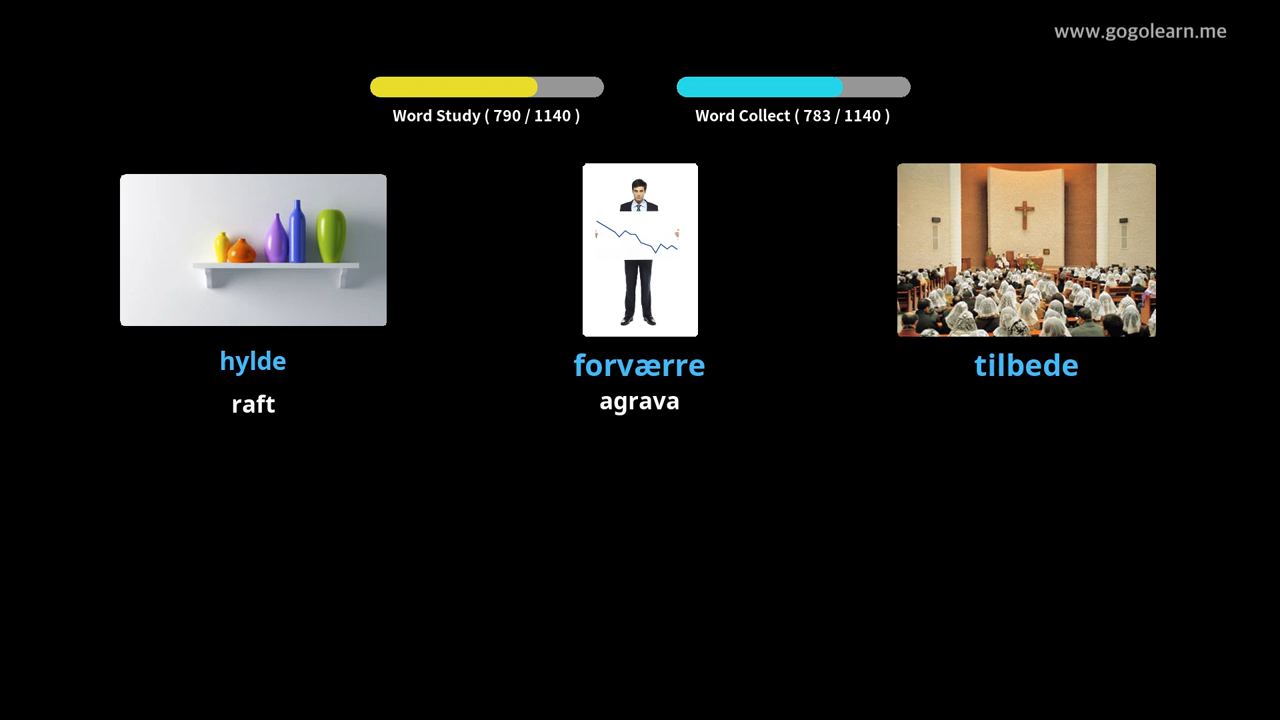 www.gogolearn.me
Word Study ( 790 / 1140 )
Word Collect ( 783 / 1140 )
hylde
forværre
tilbede
raft
agrava